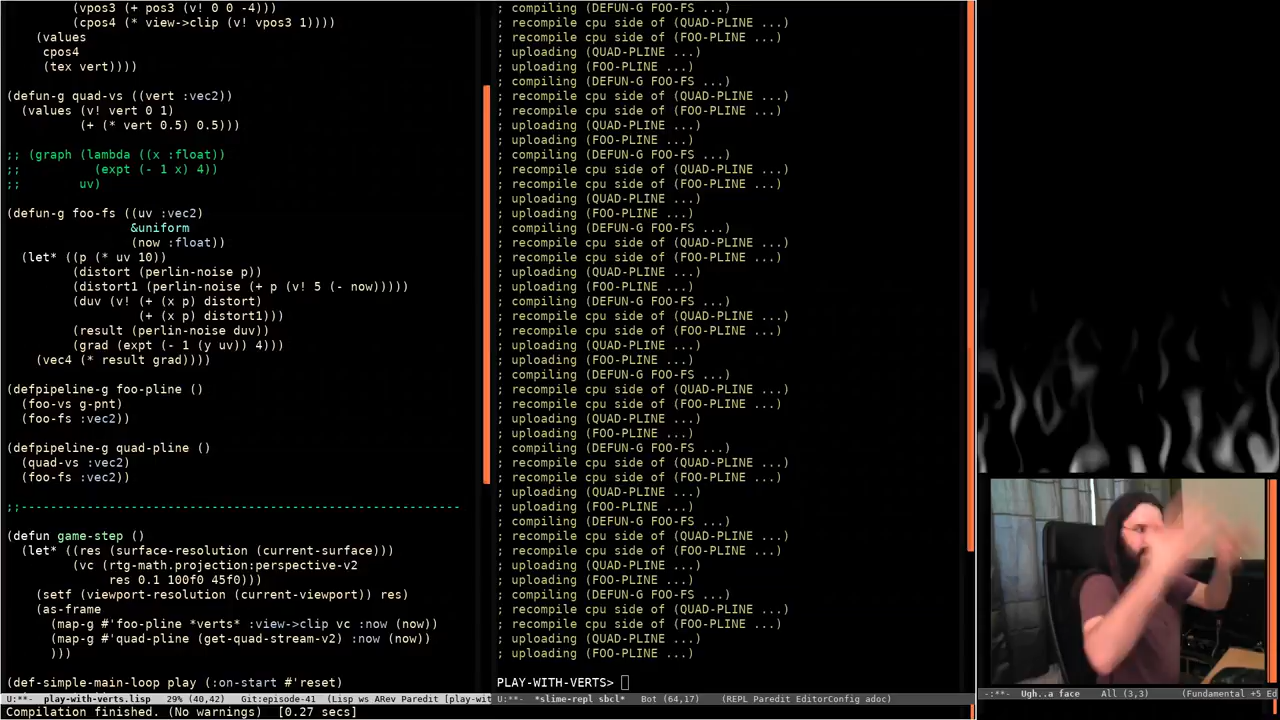 (vpos3 (+ pos3 (v! 0 0 -4)))
(cpos4 (* view->clip (v! vpos3 1))))
(values
cpos4
(tex vert))))
(defun-g quad-vs ((vert :vec2))
(values (v! vert 0 1)
(+ (* vert 0.5) 0.5)))
;; (graph (lambda ((x :float))
;; (expt (- 1 x) 4))
;; uv)
(defun-g foo-fs ((uv :vec2)
&uniform
(now :float))
(let* ((p (* uv 10))
(distort (perlin-noise p))
(distort1 (perlin-noise (+ p (v! 5 (- now)))))
(duv (v! (+ (x p) distort)
(+ (x p) distort1)))
(result (perlin-noise duv))
(grad (expt (- 1 (y uv)) 4)))
(vec4 (* result grad))))
(defpipeline-g foo-pline ()
(foo-vs g-pnt)
(foo-fs :vec2))
(defpipeline-g quad-pline ()
(quad-vs :vec2)
(foo-fs :vec2))
;;------------------------------------------------------------
(defun game-step ()
(let* ((res (surface-resolution (current-surface)))
(vc (rtg-math.projection:perspective-v2
res 0.1 100f0 45f0)))
(setf (viewport-resolution (current-viewport)) res)
(as-frame
(map-g #'foo-pline *verts* :view->clip vc :now (now))
(map-g #'quad-pline (get-quad-stream-v2) :now (now))
)))
(def-simple-main-loop play (:on-start #'reset)
U:**- play-with-verts.lisp 29% (40,42) Git:episode-41 (Lisp ws ARev Paredit [play-wit
Compilation finished. (No warnings) [0.27 secs]
; compiling (DEFUN-G FOO-FS ...)
; recompile cpu side of (QUAD-PLINE ...)
; recompile cpu side of (FOO-PLINE ...)
; uploading (QUAD-PLINE ...)
; uploading (FOO-PLINE ...)
; compiling (DEFUN-G FOO-FS ...)
; recompile cpu side of (QUAD-PLINE ...)
; recompile cpu side of (FOO-PLINE ...)
; uploading (QUAD-PLINE ...)
; uploading (FOO-PLINE ...)
; compiling (DEFUN-G FOO-FS ...)
; recompile cpu side of (QUAD-PLINE ...)
; recompile cpu side of (FOO-PLINE ...)
; uploading (QUAD-PLINE ...)
; uploading (FOO-PLINE ...)
; compiling (DEFUN-G FOO-FS ...)
; recompile cpu side of (QUAD-PLINE ...)
; recompile cpu side of (FOO-PLINE ...)
; uploading (QUAD-PLINE ...)
; uploading (FOO-PLINE ...)
; compiling (DEFUN-G FOO-FS ...)
; recompile cpu side of (QUAD-PLINE ...)
; recompile cpu side of (FOO-PLINE ...)
; uploading (QUAD-PLINE ...)
; uploading (FOO-PLINE ...)
; compiling (DEFUN-G FOO-FS ...)
; recompile cpu side of (QUAD-PLINE ...)
; recompile cpu side of (FOO-PLINE ...)
; uploading (QUAD-PLINE ...)
; uploading (FOO-PLINE ...)
; compiling (DEFUN-G FOO-FS ...)
; recompile cpu side of (QUAD-PLINE ...)
; recompile cpu side of (FOO-PLINE ...)
; uploading (QUAD-PLINE ...)
; uploading (FOO-PLINE ...)
; compiling (DEFUN-G FOO-FS ...)
; recompile cpu side of (QUAD-PLINE ...)
; recompile cpu side of (FOO-PLINE ...)
; uploading (QUAD-PLINE ...)
; uploading (FOO-PLINE ...)
; compiling (DEFUN-G FOO-FS ...)
; recompile cpu side of (QUAD-PLINE ...)
; recompile cpu side of (FOO-PLINE ...)
; uploading (QUAD-PLINE ...)
; uploading (FOO-PLINE ...)
PLAY-WITH-VERTS>
U:**- *slime-repl sbcl* Bot (64,17) (REPL Paredit EditorConfig adoc)
-:**- Ugh..a face All (3,3) (Fundamental +5 Ed